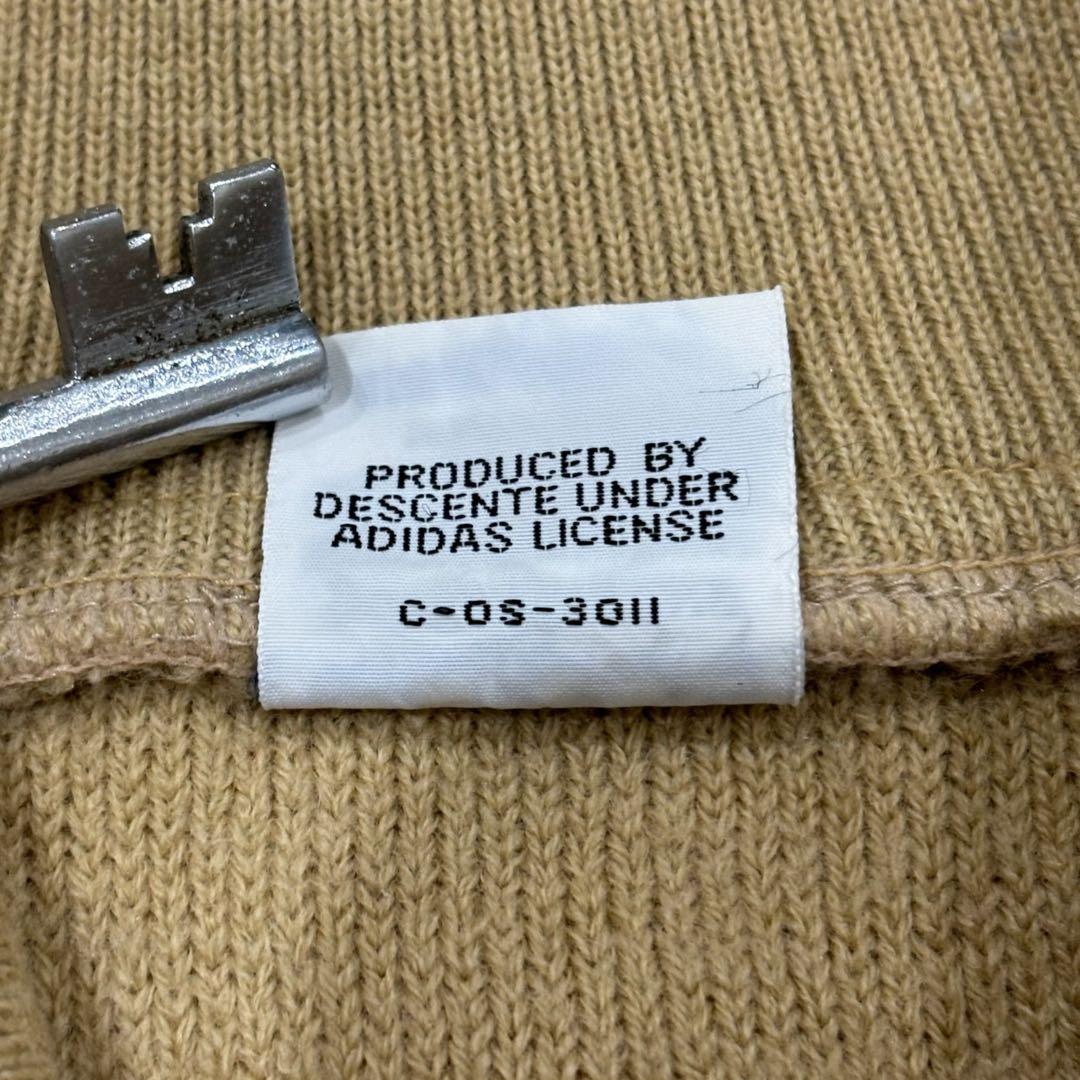 PRODUCED BY
DESCENTE UNDER
ADIDAS LICENSE
C-OS-3011